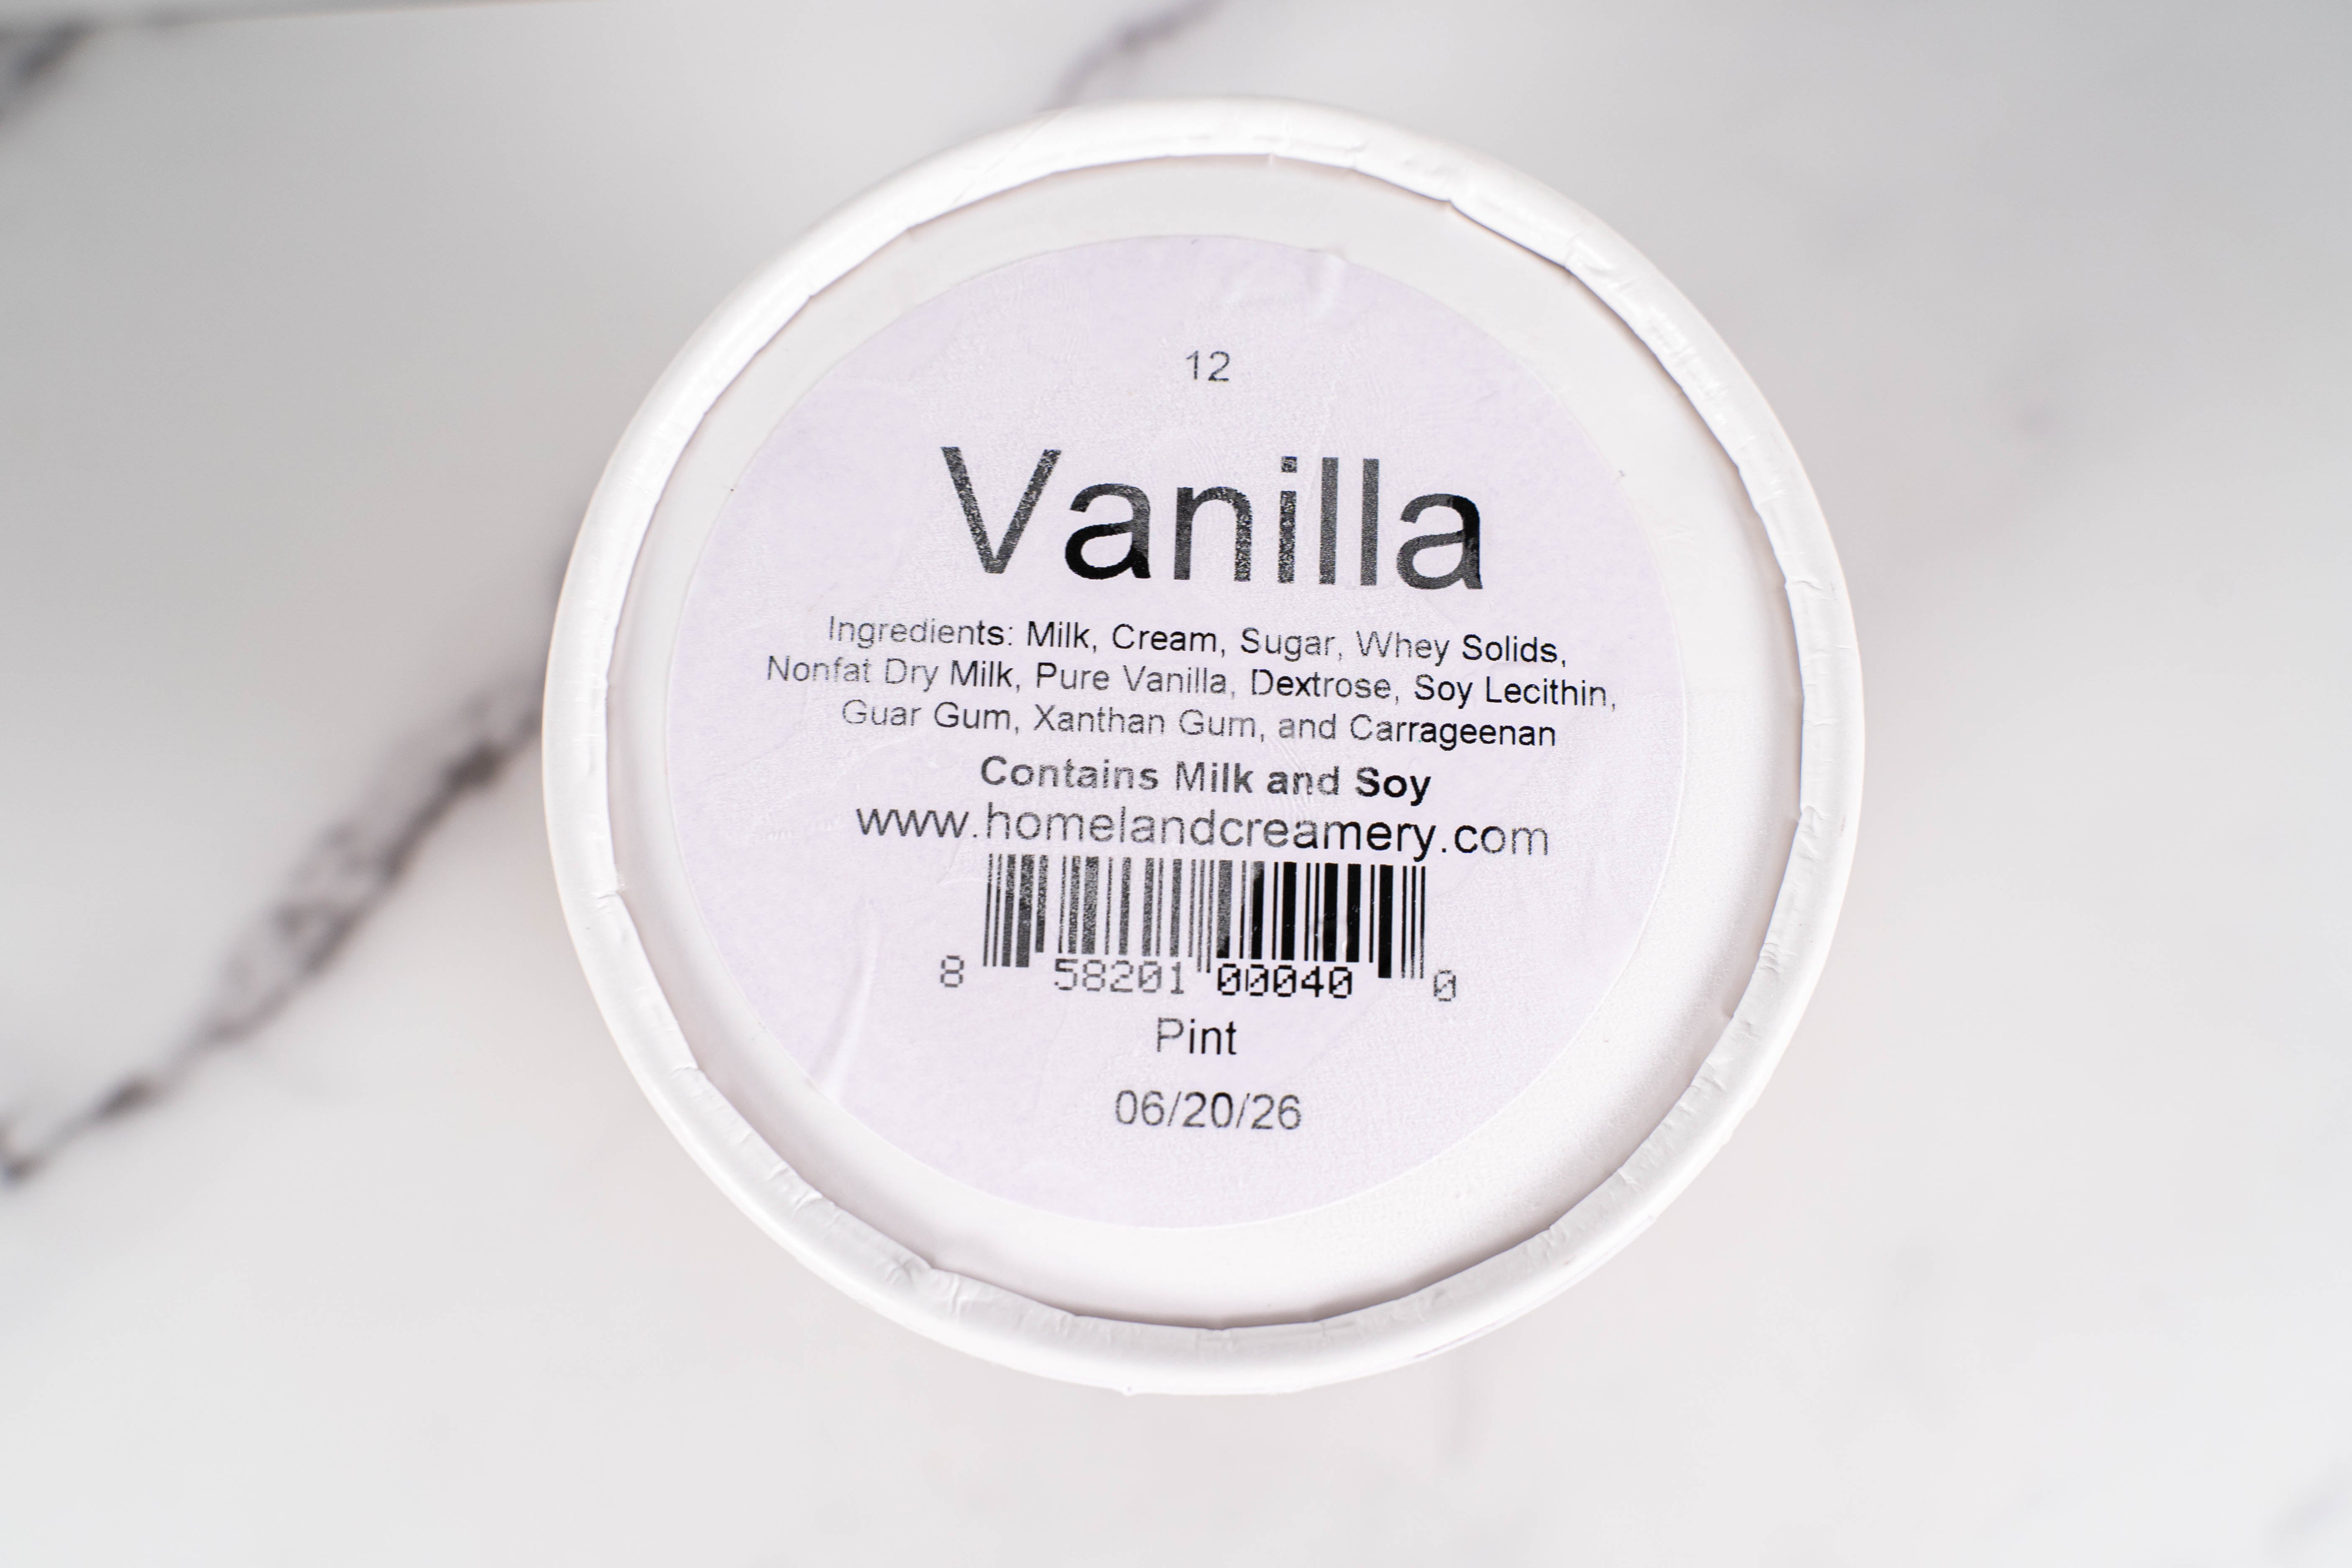 12
Vanilla
Ingredients: Milk, Cream, Sugar, Whey Solids,
Nonfat Dry Milk, Pure Vanilla, Dextrose, Soy Lecithin,
Guar Gum, Xanthan Gum, and Carrageenan
Contains Milk and Soy
www.homelandcreamery.com
8 58201 00040 0
Pint
06/20/26